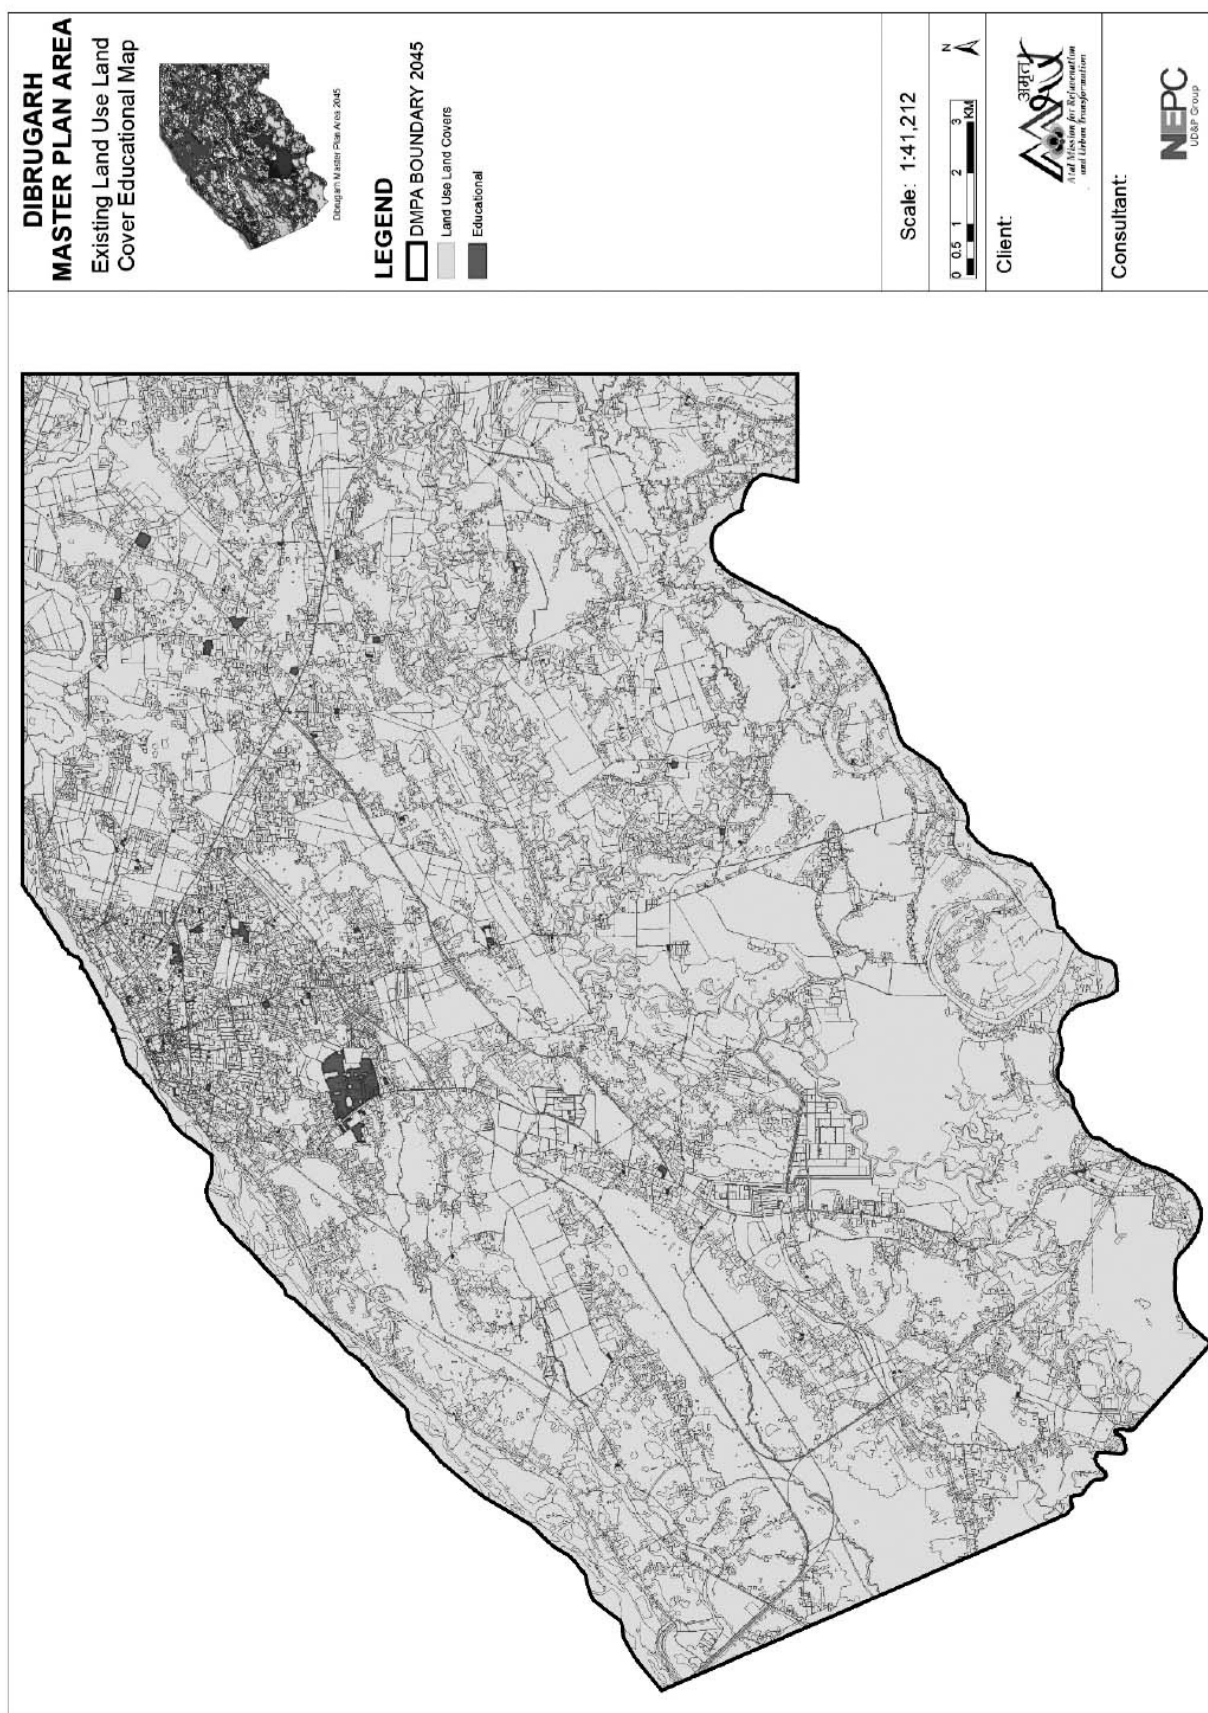 DIBRUGARH
MASTER PLAN AREA
Existing Land Use Land
Cover Educational Map
Dibrugarh Master Plan Area 2045
LEGEND
DMPA BOUNDARY 2045
Land Use Land Covers
Educational
Scale: 1:41,212
N
0 0.5 1 2 3
KM
Client:
अमृत
Atal Mission for Rejuvenation
and Urban Transformation
Consultant:
NEPC
UD&P Group